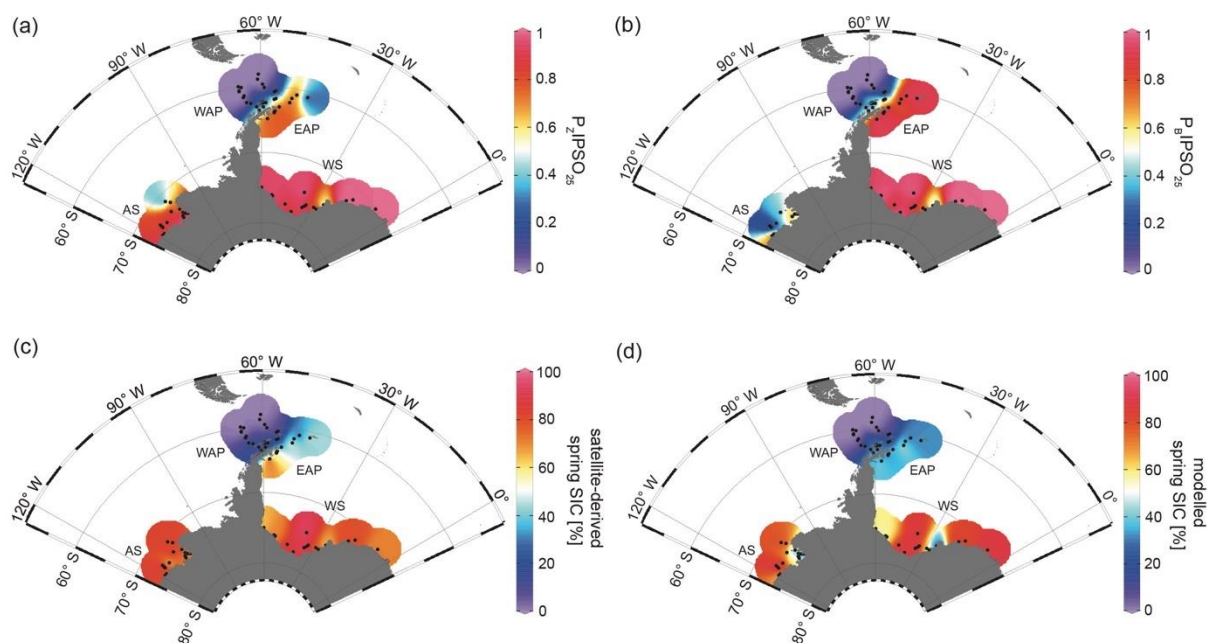 (a)
60° W
90° W
30° W
120° W
0°
60° S
70° S
80° S
WAP
EAP
WS
AS
1
0.8
0.6
0.4
0.2
0
P_Z IPSO_25
(b)
60° W
90° W
30° W
120° W
0°
60° S
70° S
80° S
WAP
EAP
WS
AS
1
0.8
0.6
0.4
0.2
0
P_B IPSO_25
(c)
60° W
90° W
30° W
120° W
0°
60° S
70° S
80° S
WAP
EAP
WS
AS
100
80
60
40
20
0
satellite-derived
spring SIC [%]
(d)
60° W
90° W
30° W
120° W
0°
60° S
70° S
80° S
WAP
EAP
WS
AS
100
80
60
40
20
0
modelled
spring SIC [%]